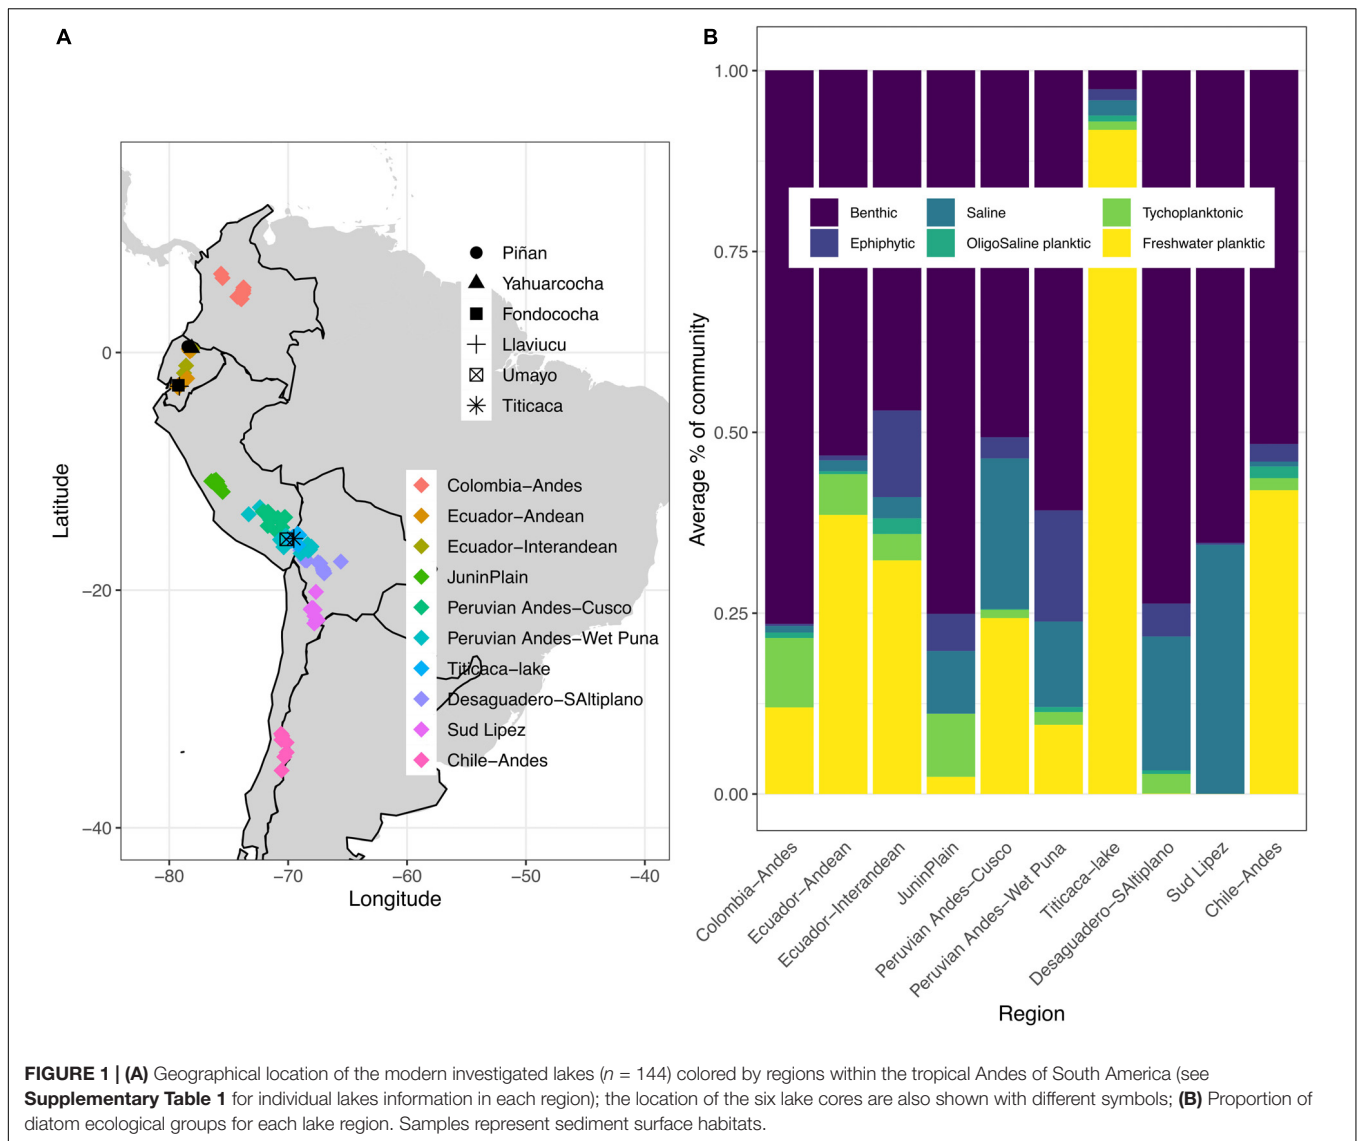 A
Piñan
Yahuarcocha
Fondococha
Llaviucu
Umayo
Titicaca
Colombia−Andes
Ecuador−Andean
Ecuador−Interandean
JuninPlain
Peruvian Andes−Cusco
Peruvian Andes−Wet Puna
Titicaca−lake
Desaguadero−SAltiplano
Sud Lipez
Chile−Andes
0
−20
−40
Latitude
−80
−70
−60
−50
−40
Longitude
B
1.00
0.75
0.50
0.25
0.00
Average % of community
Benthic
Saline
Tychoplanktonic
Ephiphytic
OligoSaline planktic
Freshwater planktic
Colombia−Andes
Ecuador−Andean
Ecuador−Interandean
JuninPlain
Peruvian Andes−Cusco
Peruvian Andes−Wet Puna
Titicaca−lake
Desaguadero−SAltiplano
Sud Lipez
Chile−Andes
Region
FIGURE 1 | (A) Geographical location of the modern investigated lakes (n = 144) colored by regions within the tropical Andes of South America (see
Supplementary Table 1 for individual lakes information in each region); the location of the six lake cores are also shown with different symbols; (B) Proportion of
diatom ecological groups for each lake region. Samples represent sediment surface habitats.